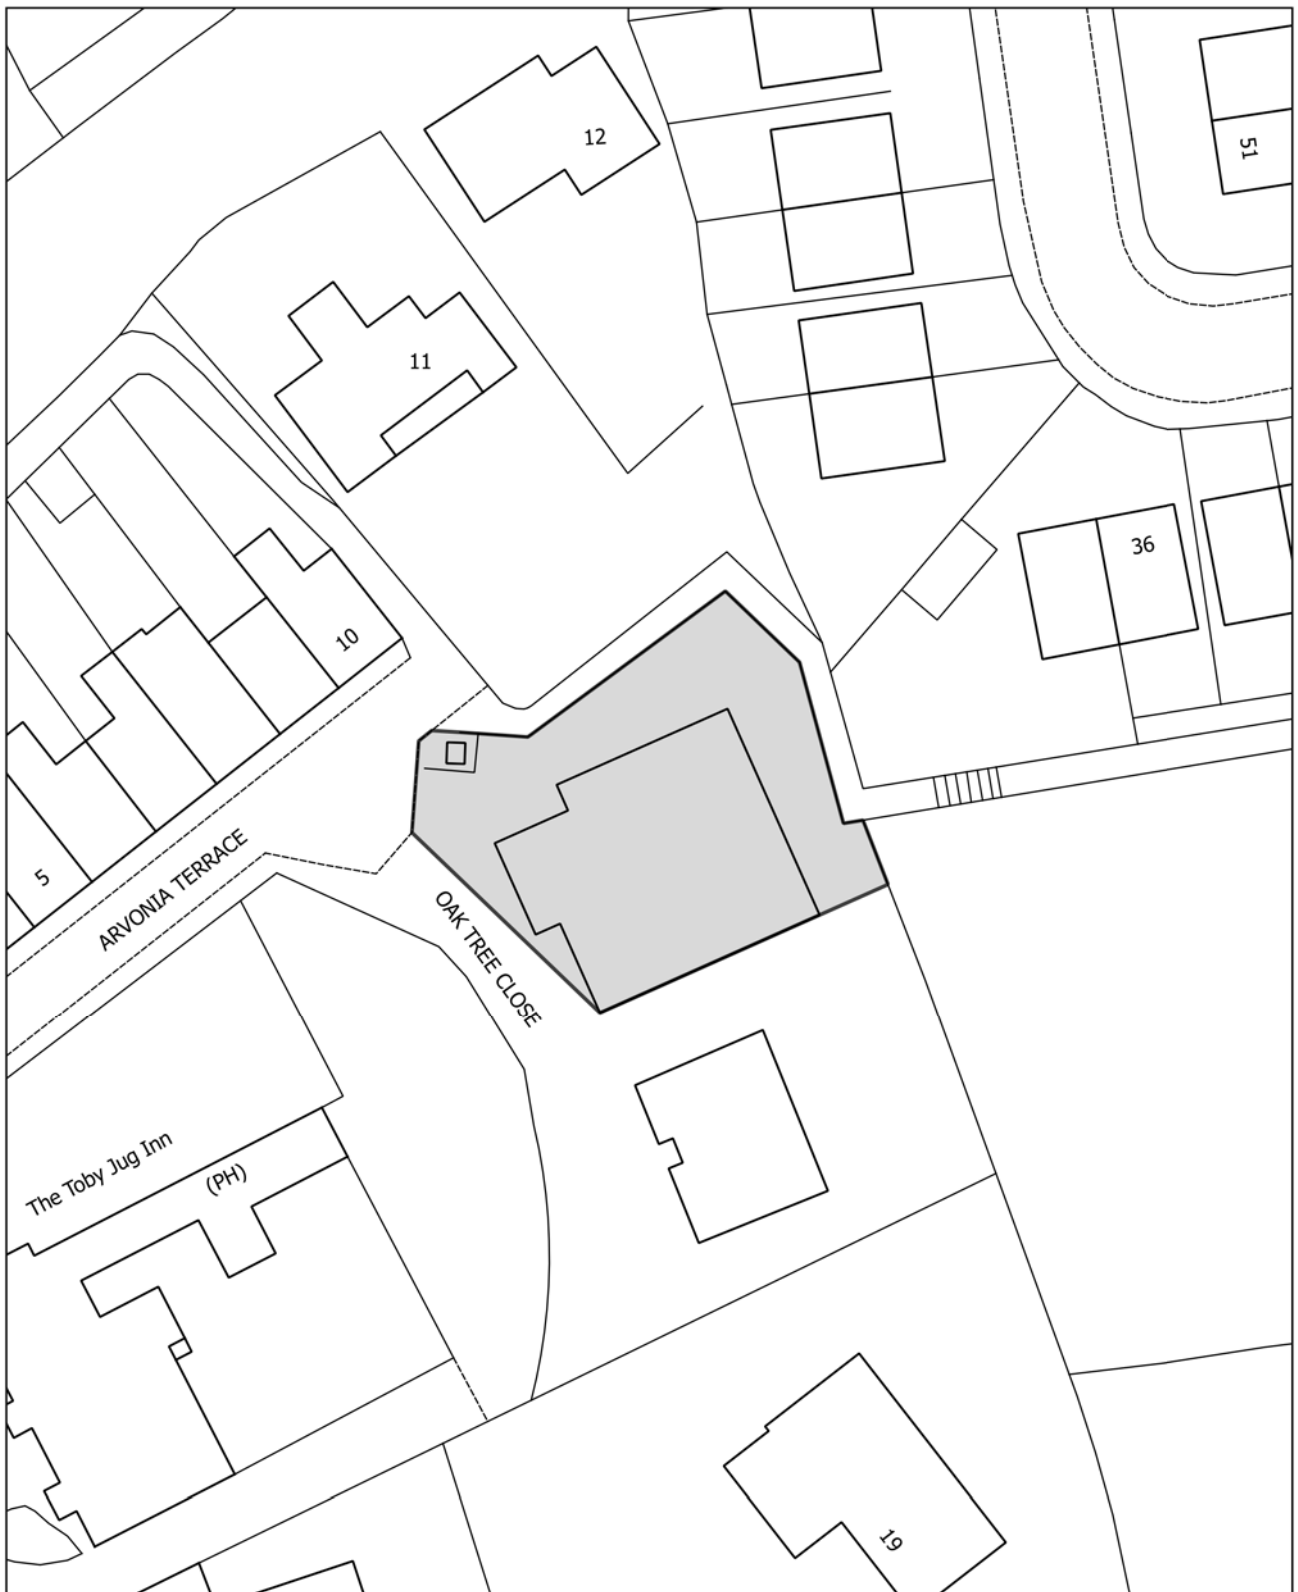 12
51
11
36
10
5
ARVONIA TERRACE
OAK TREE CLOSE
The Toby Jug Inn
(PH)
19